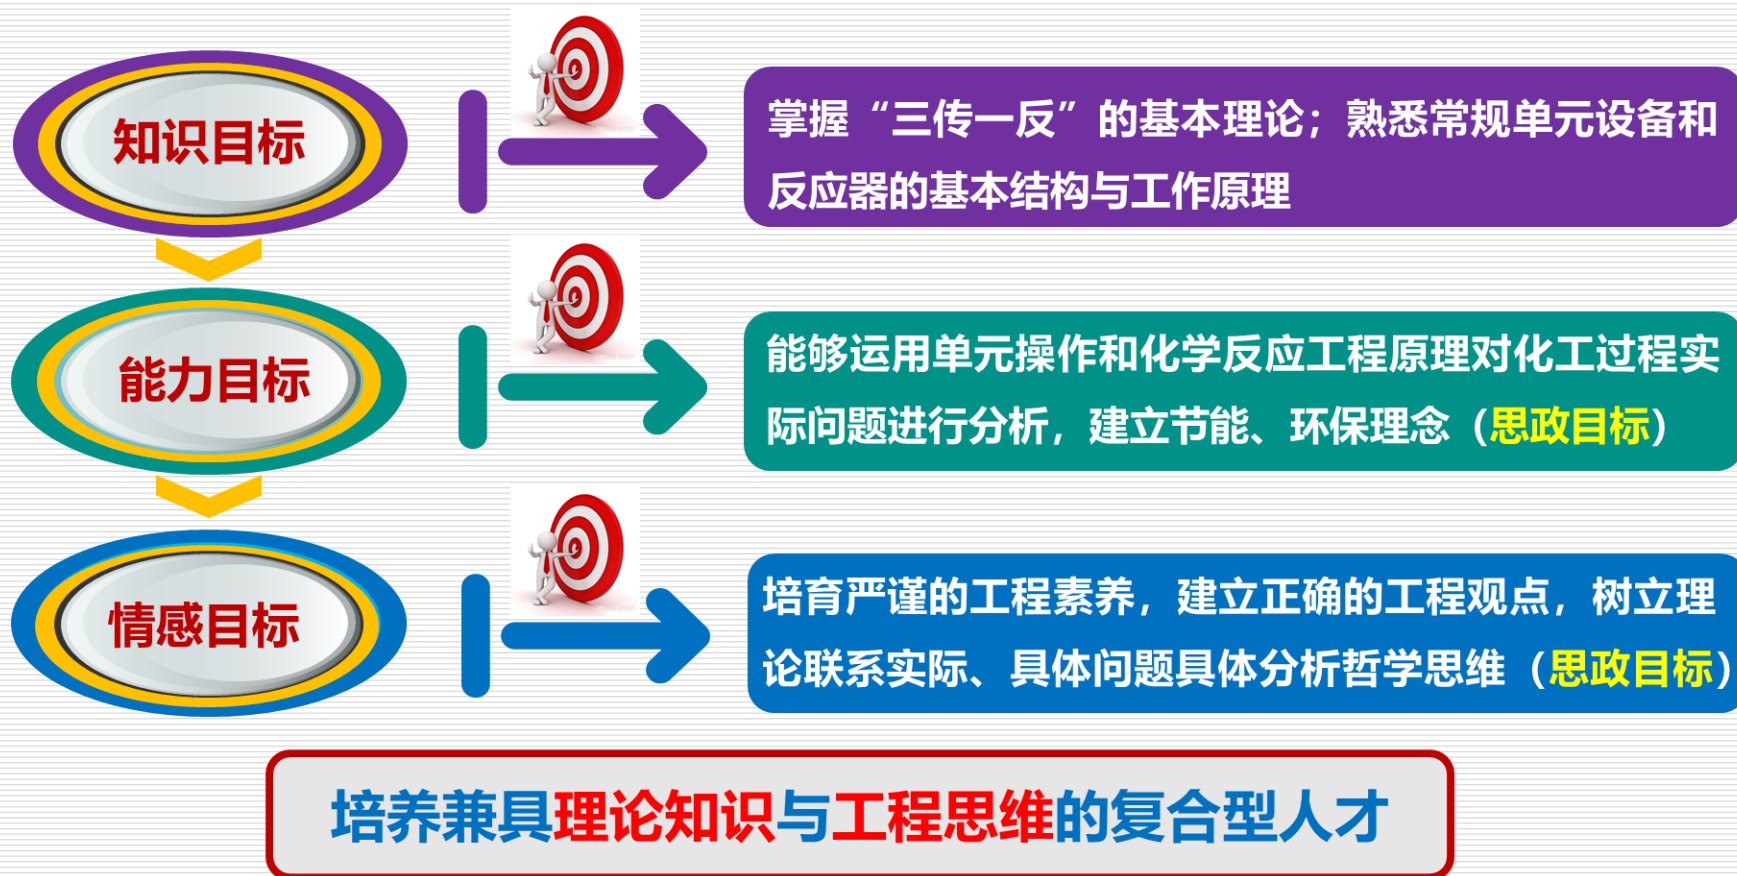 知识目标
掌握“三传一反”的基本理论；熟悉常规单元设备和
反应器的基本结构与工作原理
能力目标
能够运用单元操作和化学反应工程原理对化工过程实
际问题进行分析，建立节能、环保理念（思政目标）
情感目标
培育严谨的工程素养，建立正确的工程观点，树立理
论联系实际、具体问题具体分析哲学思维（思政目标）
培养兼具理论知识与工程思维的复合型人才